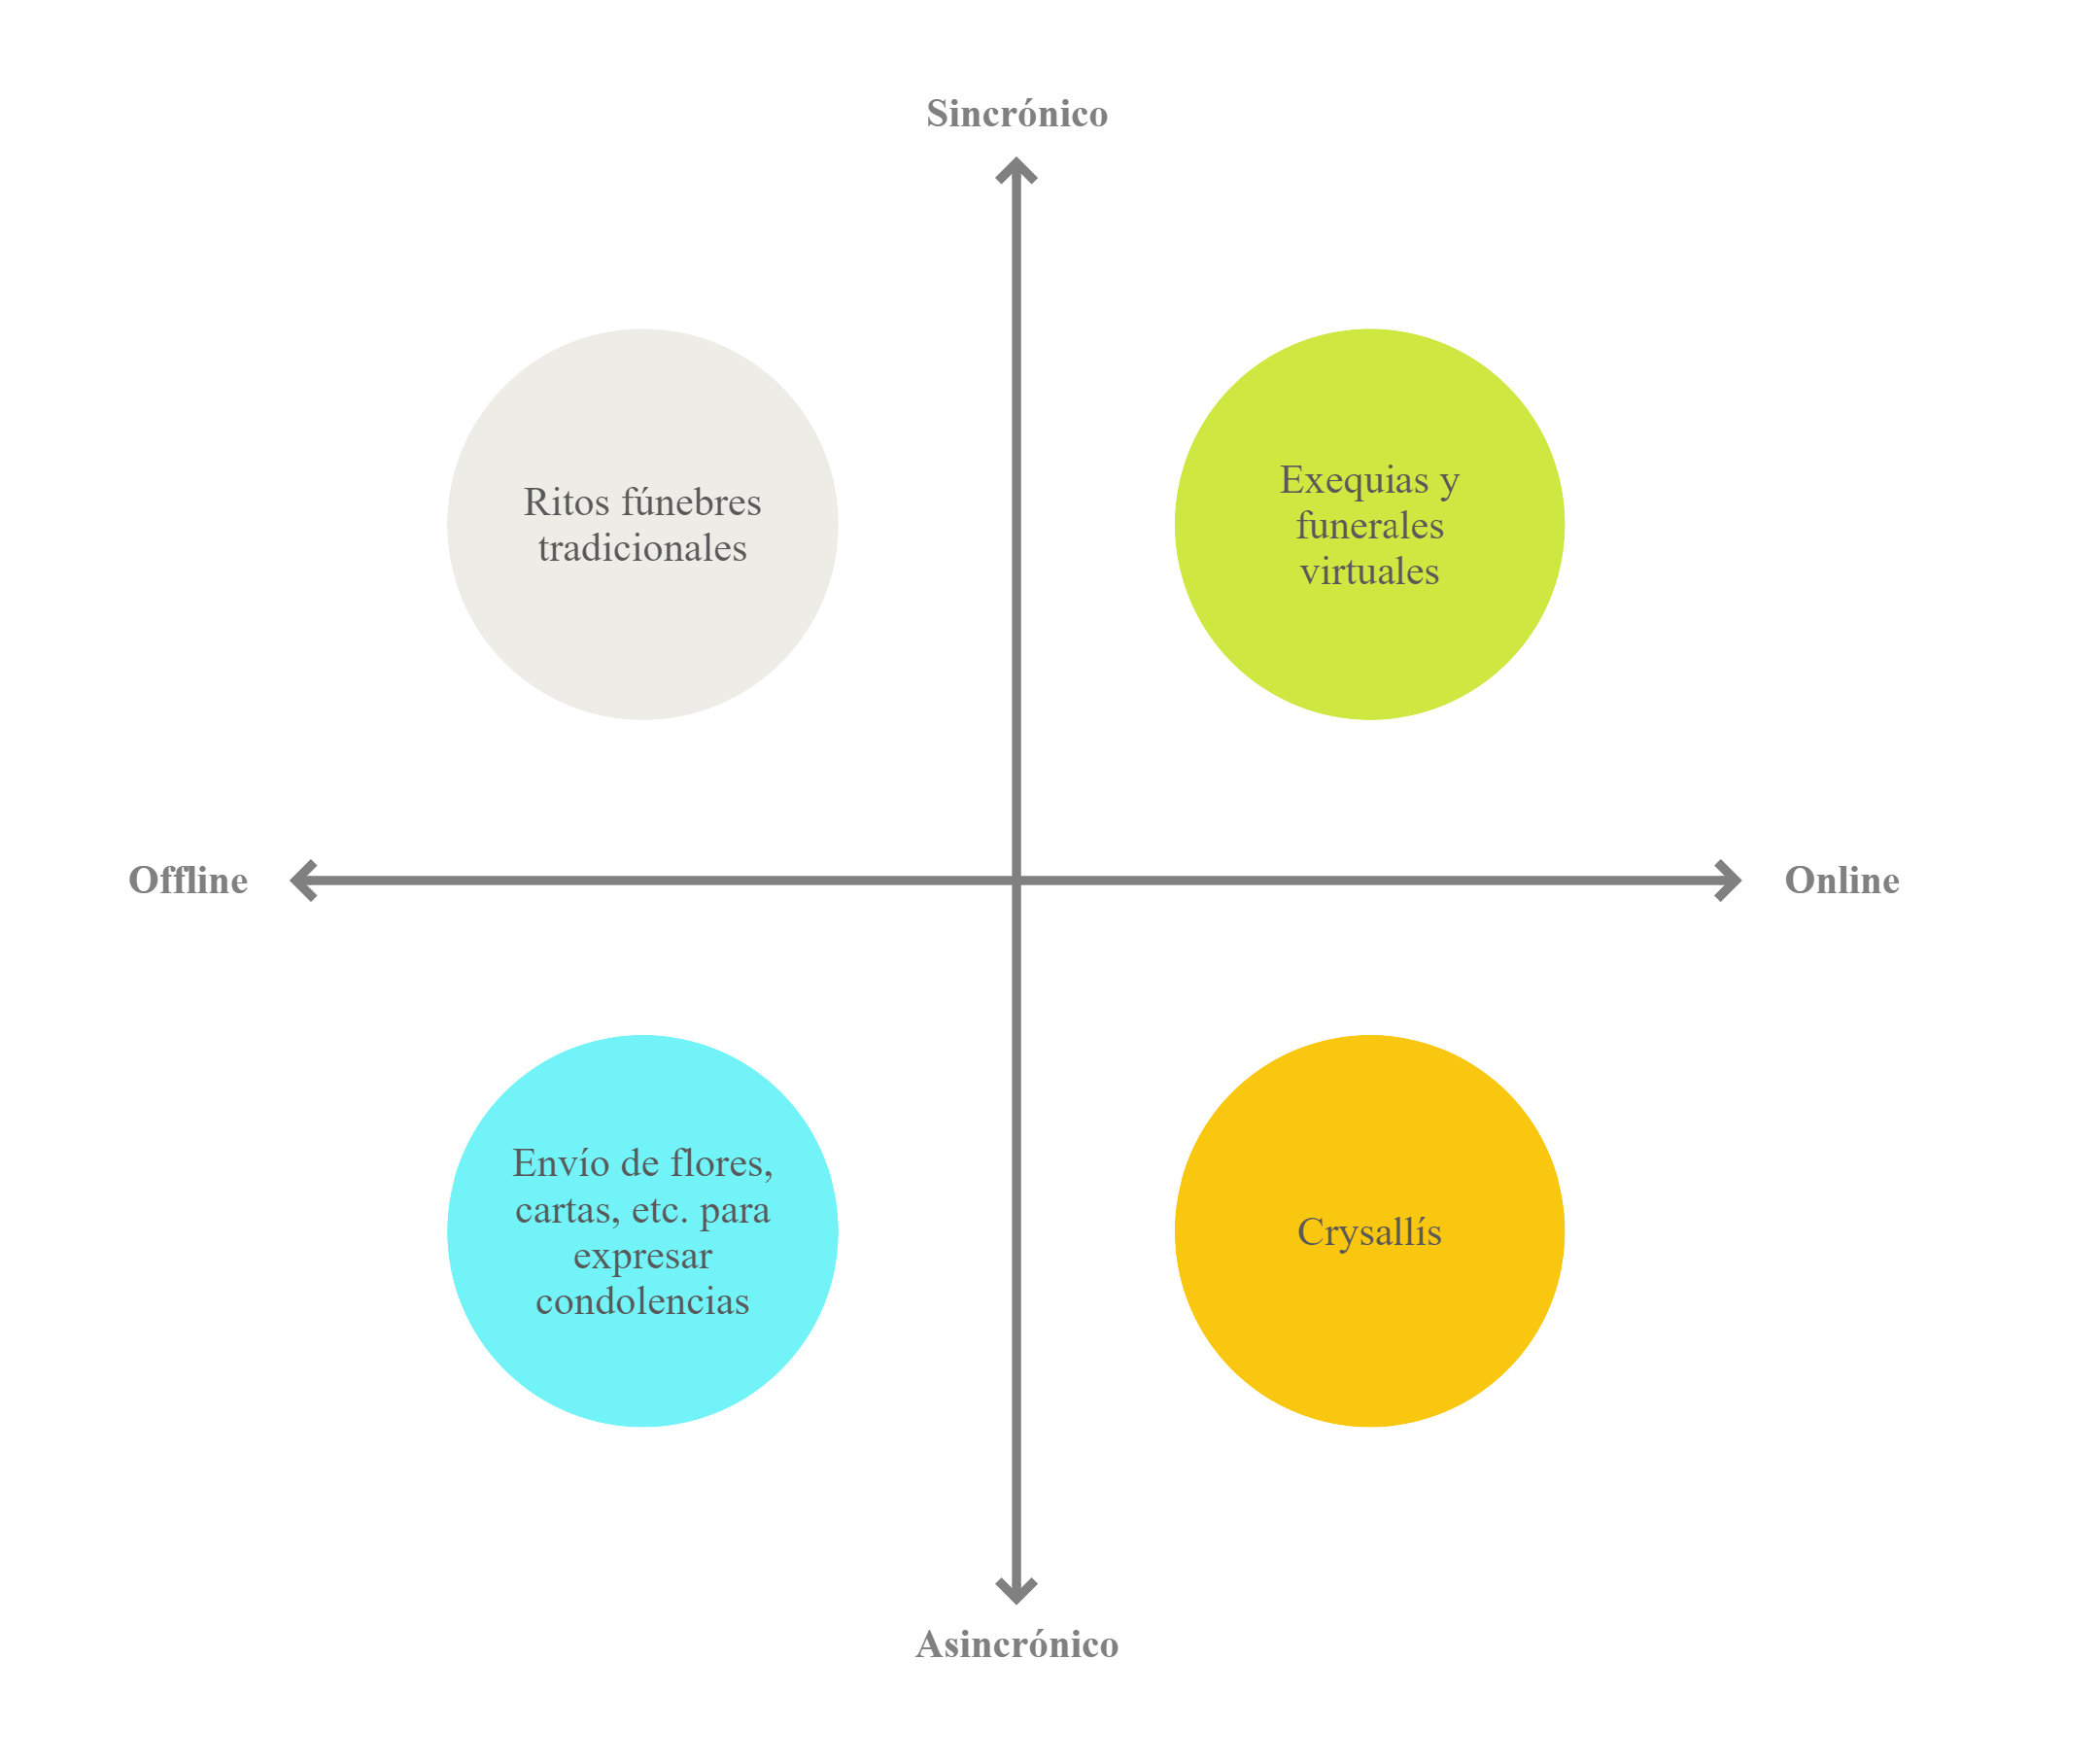 Sincrónico
Ritos fúnebres
tradicionales
Exequias y
funerales
virtuales
Offline
Online
Envío de flores,
cartas, etc. para
expresar
condolencias
Crysallís
Asincrónico